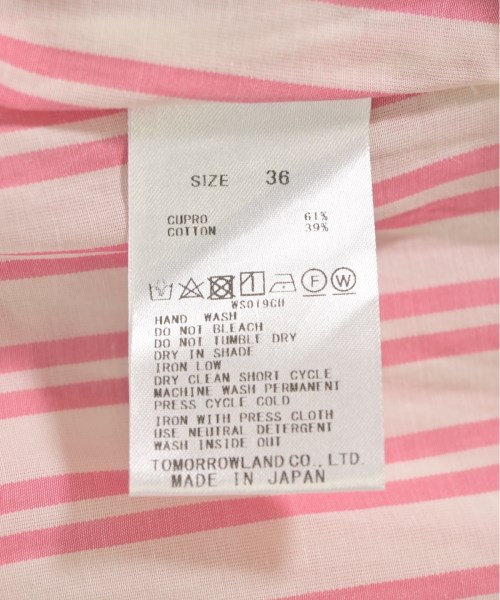 SIZE 36
CUPRO 61%
COTTON 39%
F W
WS019CH
HAND WASH
DO NOT BLEACH
DO NOT TUMBLE DRY
DRY IN SHADE
IRON LOW
DRY CLEAN SHORT CYCLE
MACHINE WASH PERMANENT
PRESS CYCLE COLD
IRON WITH PRESS CLOTH
USE NEUTRAL DETERGENT
WASH INSIDE OUT
TOMORROWLAND CO., LTD.
MADE IN JAPAN